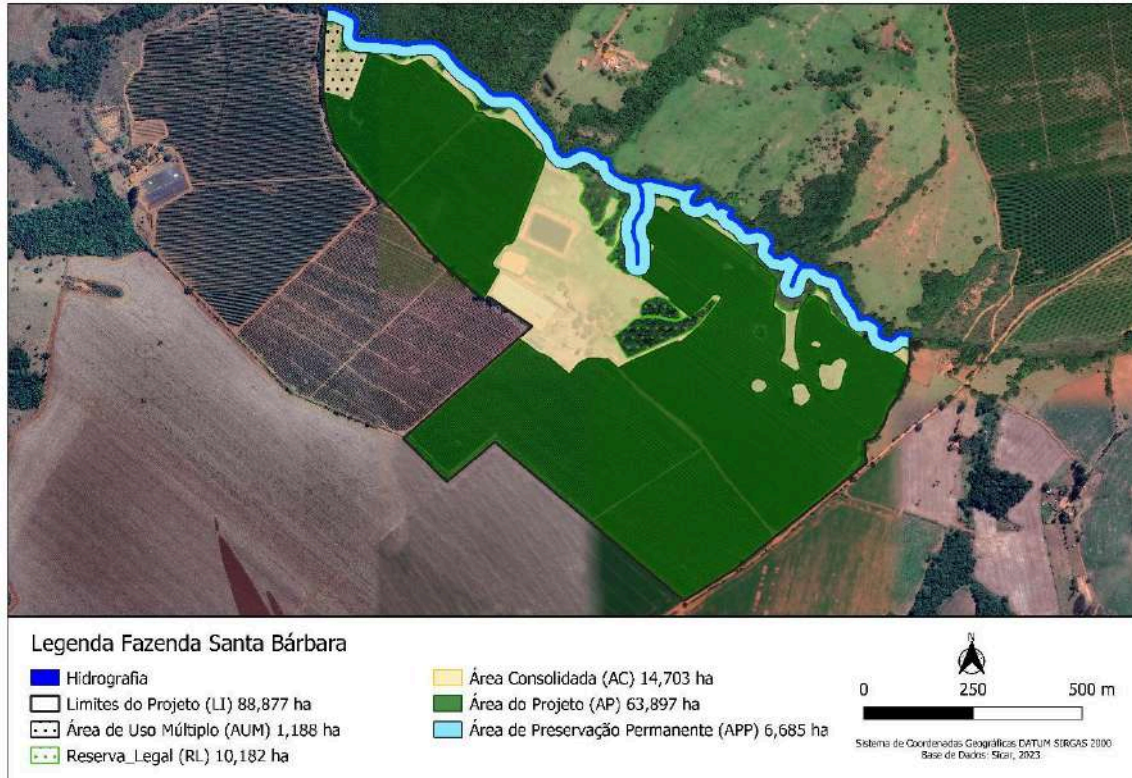 Legenda Fazenda Santa Bárbara
Hidrografia
Limites do Projeto (LI) 88,877 ha
Área de Uso Múltiplo (AUM) 1,188 ha
Reserva_Legal (RL) 10,182 ha
Área Consolidada (AC) 14,703 ha
Área do Projeto (AP) 63,897 ha
Área de Preservação Permanente (APP) 6,685 ha
N
0 250 500 m
Sistema de Coordenadas Geográficas DATUM SIRGAS 2000
Base de Dados: Sicar, 2023